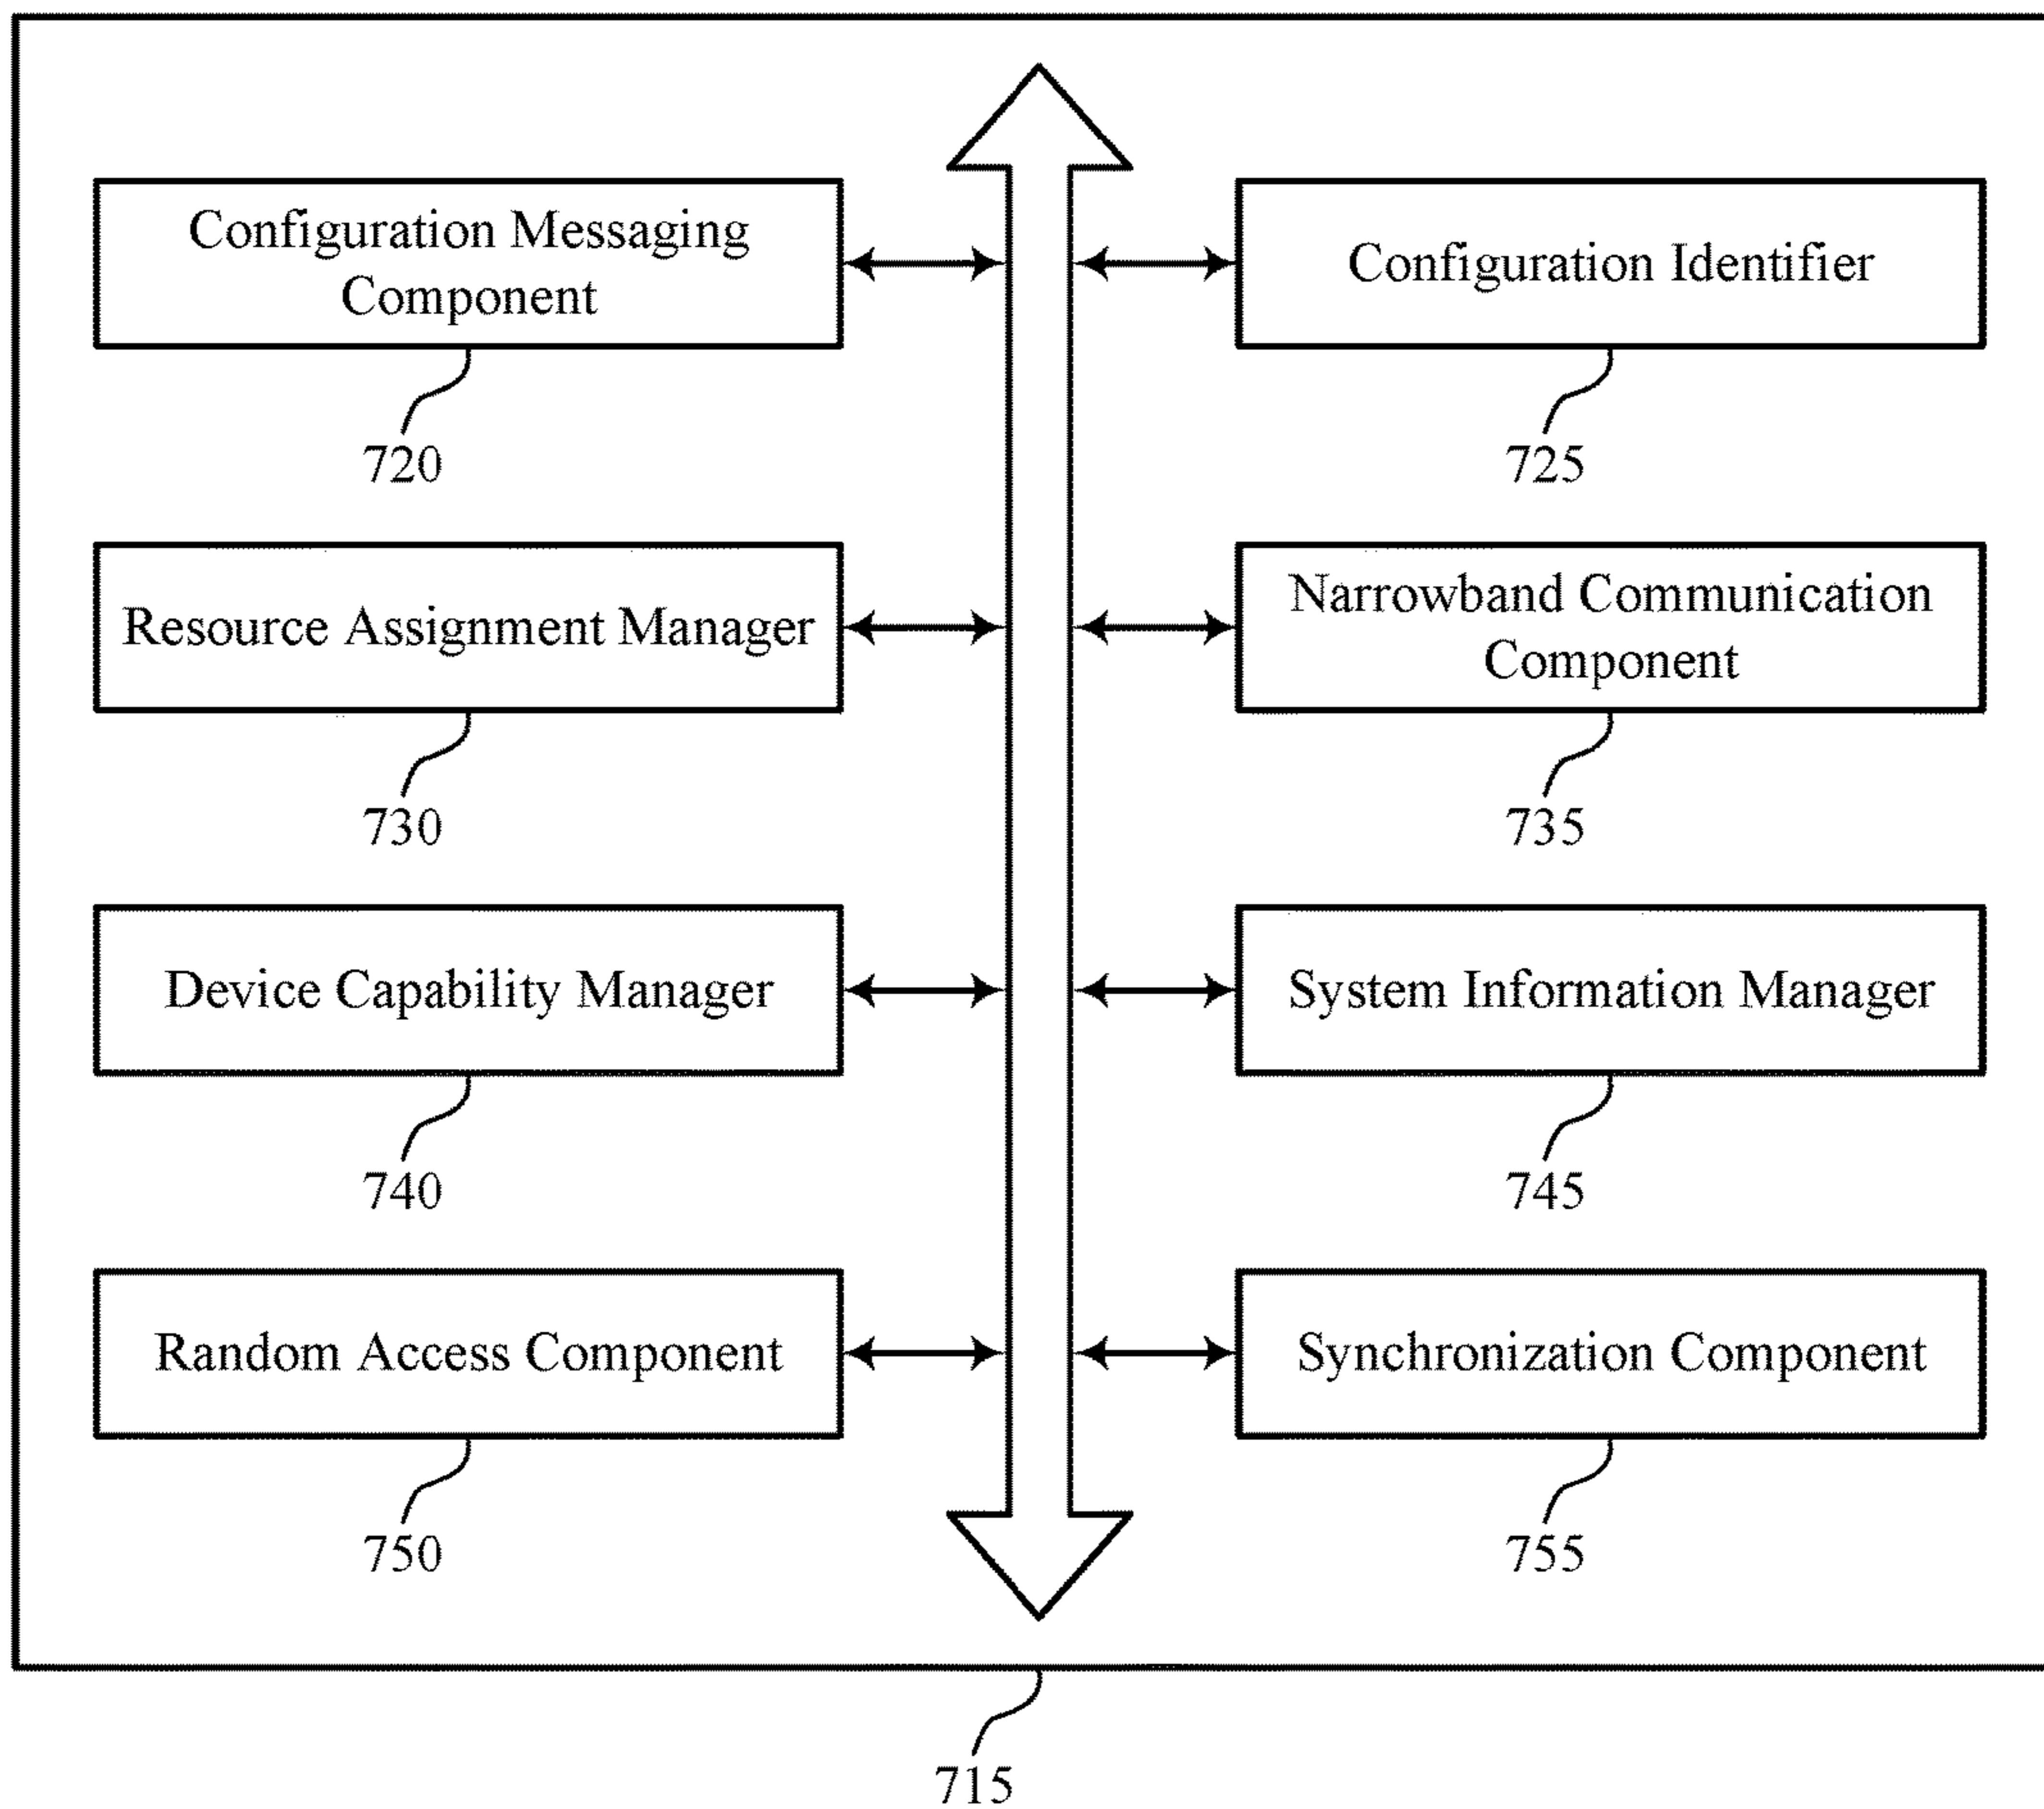 Configuration Messaging
Component
720
Configuration Identifier
725
Resource Assignment Manager
730
Narrowband Communication
Component
735
Device Capability Manager
740
System Information Manager
745
Random Access Component
750
Synchronization Component
755
715